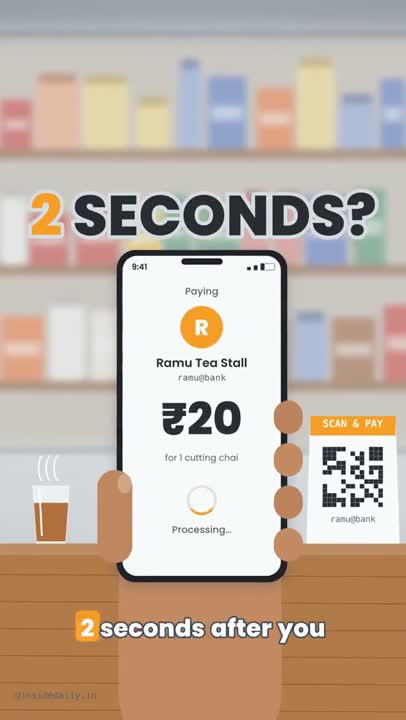 2 SECONDS?
9:41
Paying
R
Ramu Tea Stall
ramu@bank
₹20
for 1 cutting chai
Processing...
SCAN & PAY
ramu@bank
2 seconds after you
@insidedaily.in